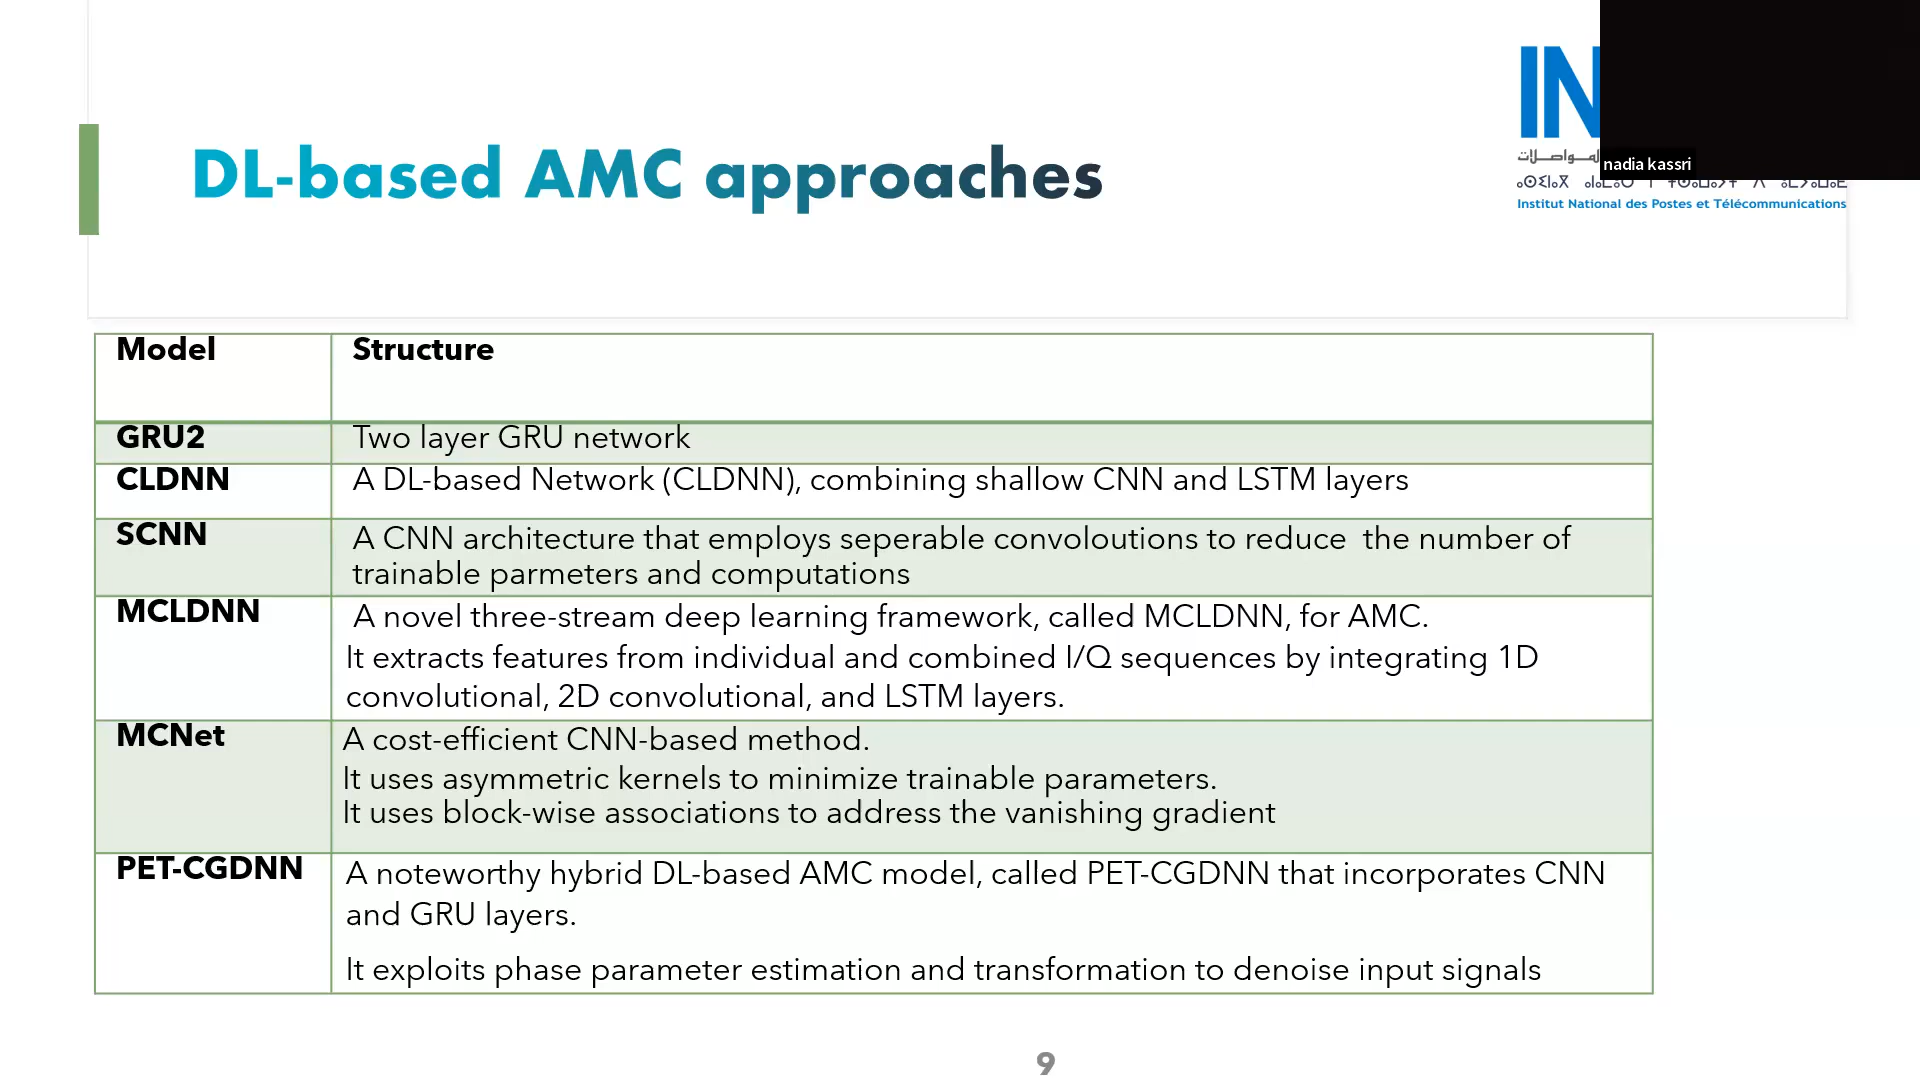 DL-based AMC approaches
IN
nadia kassri
Institut National des Postes et Télécommunications
Model
Structure
GRU2
Two layer GRU network
CLDNN
A DL-based Network (CLDNN), combining shallow CNN and LSTM layers
SCNN
A CNN architecture that employs seperable convoloutions to reduce the number of
trainable parmeters and computations
MCLDNN
A novel three-stream deep learning framework, called MCLDNN, for AMC.
It extracts features from individual and combined I/Q sequences by integrating 1D
convolutional, 2D convolutional, and LSTM layers.
MCNet
A cost-efficient CNN-based method.
It uses asymmetric kernels to minimize trainable parameters.
It uses block-wise associations to address the vanishing gradient
PET-CGDNN
A noteworthy hybrid DL-based AMC model, called PET-CGDNN that incorporates CNN
and GRU layers.
It exploits phase parameter estimation and transformation to denoise input signals
9